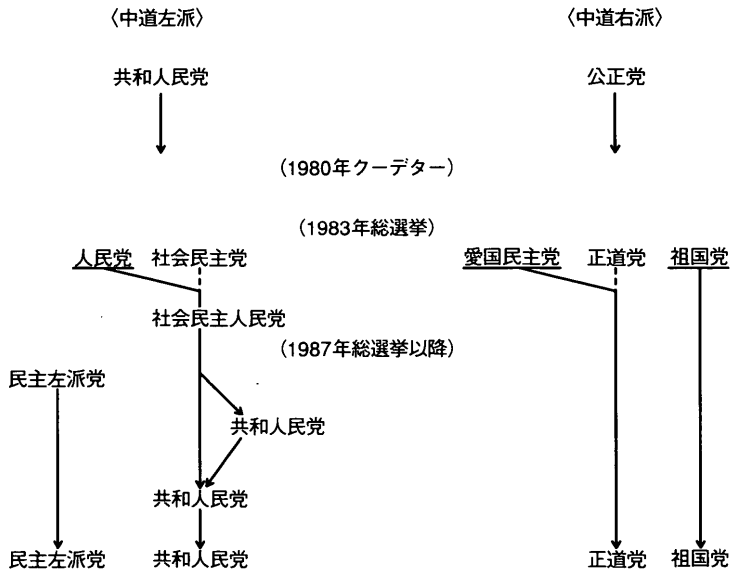 〈中道左派〉 〈中道右派〉
共和人民党 公正党
(1980年クーデター)
(1983年総選挙)
人民党 社会民主党 愛国民主党 正道党 祖国党
社会民主人民党
(1987年総選挙以降)
民主左派党
共和人民党
共和人民党
民主左派党 共和人民党 正道党 祖国党